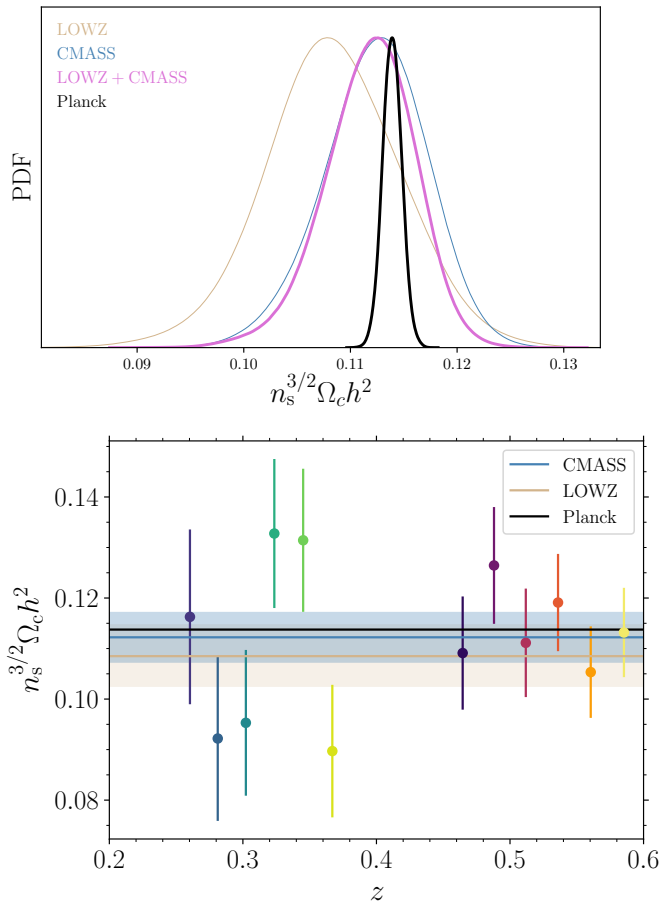 LOWZ
CMASS
LOWZ + CMASS
Planck
PDF
0.09 0.10 0.11 0.12 0.13
n_s^{3/2} Ω_c h^2
CMASS
LOWZ
Planck
n_s^{3/2} Ω_c h^2
0.14
0.12
0.10
0.08
0.2 0.3 0.4 0.5 0.6
z